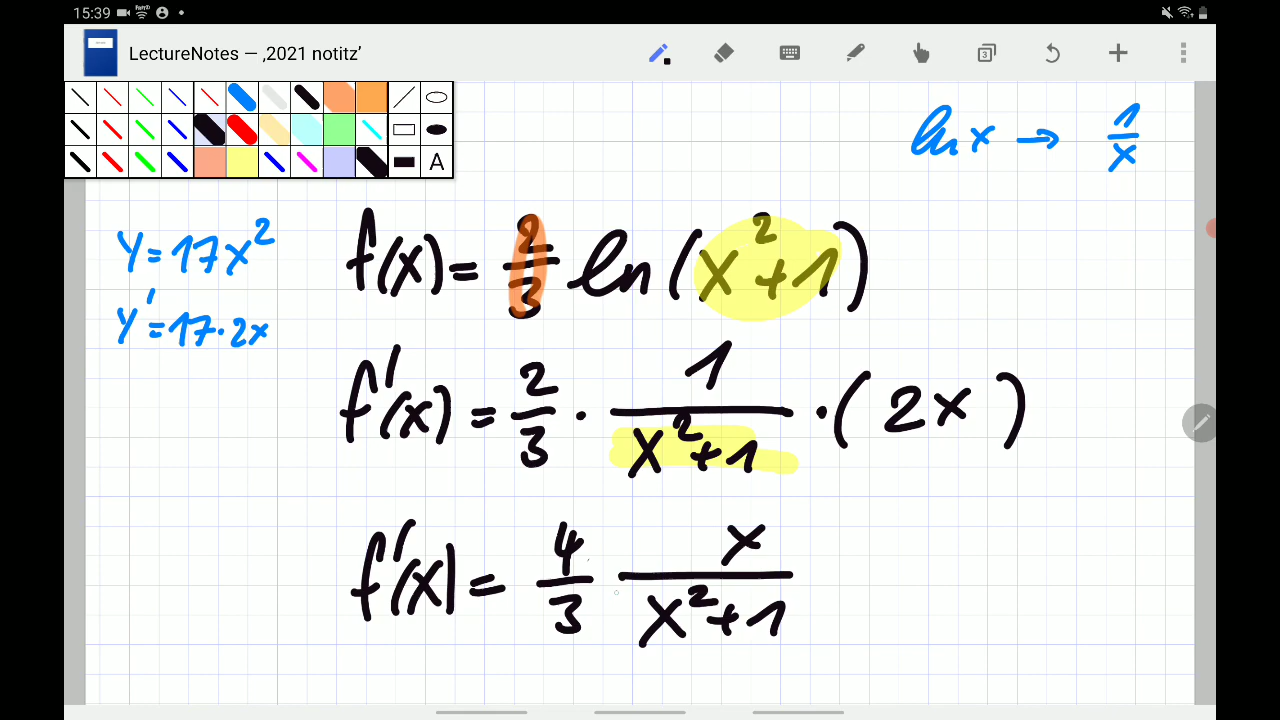 15:39
LectureNotes — ‚2021 notitz’
3
A
ln x → 1/x
y = 17x²
y' = 17·2x
f(x) = 2/3 ln(x²+1)
f'(x) = 2/3 · 1/(x²+1) · (2x)
f'(x) = 4/3 x/(x²+1)